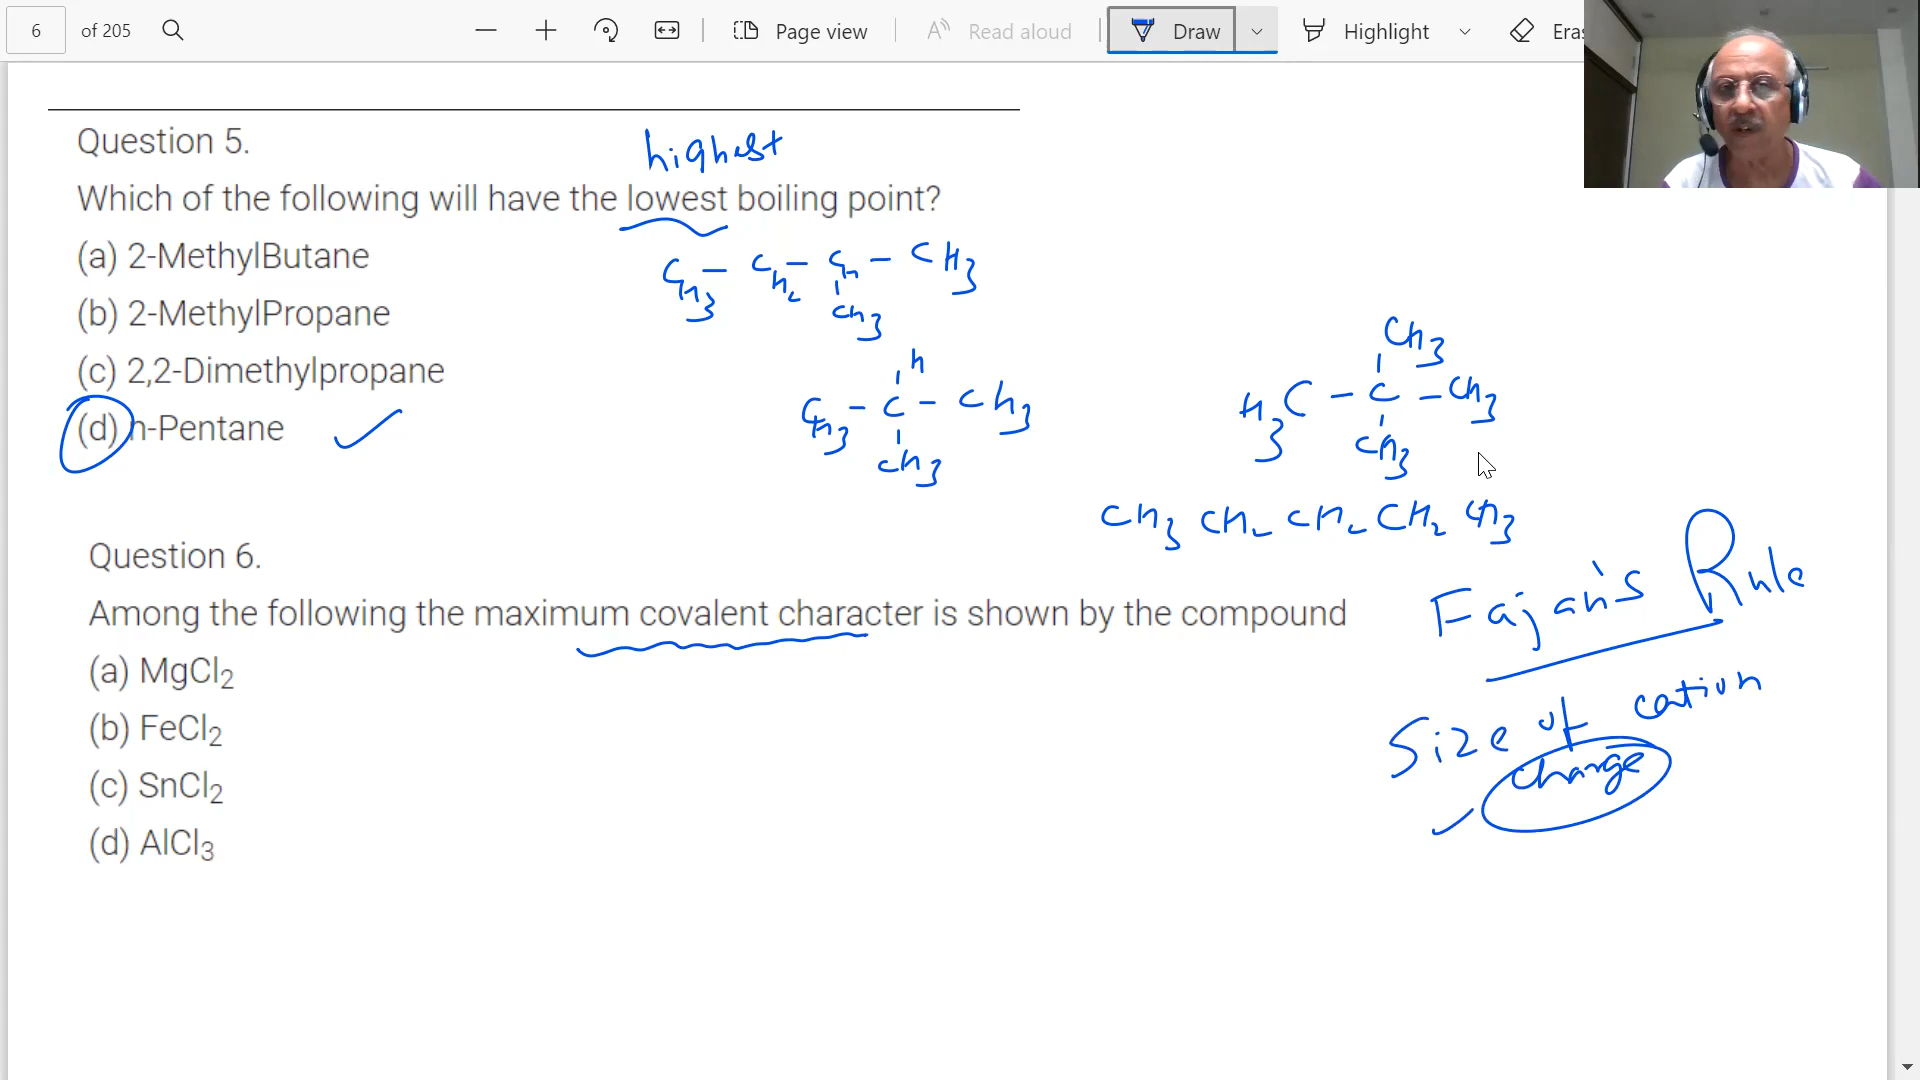 6 of 205 Page view Read aloud Draw Highlight Eras
Question 5.
highest
Which of the following will have the lowest boiling point?
(a) 2-MethylButane
CH3 — CH2 — CH — CH3
CH3
(b) 2-MethylPropane
(c) 2,2-Dimethylpropane
H
CH3 — C — CH3
CH3
CH3
H3C — C — CH3
CH3
(d) n-Pentane
CH3 CH2 CH2 CH2 CH3
Question 6.
Among the following the maximum covalent character is shown by the compound
Fajan's Rule
(a) MgCl2
(b) FeCl2
(c) SnCl2
(d) AlCl3
Size of cation
charge